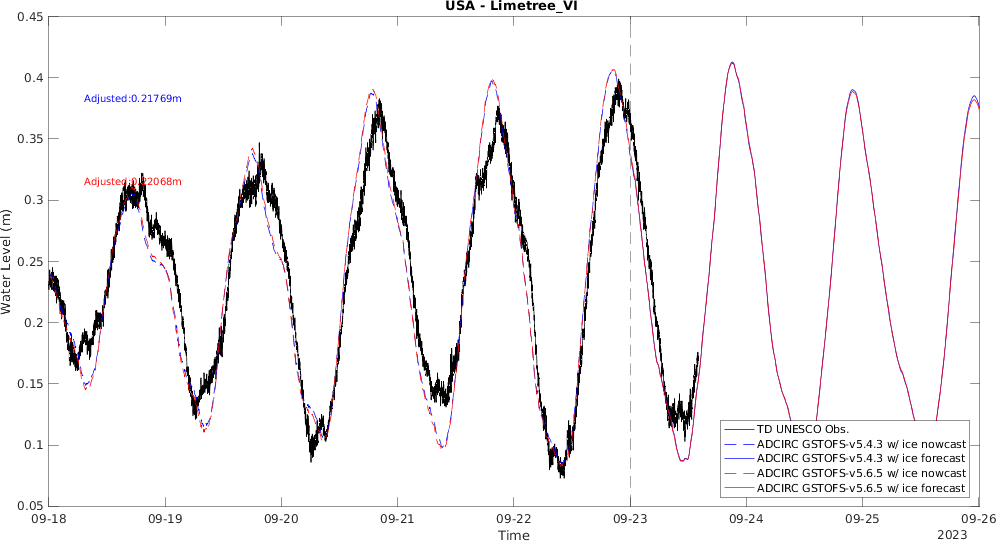 USA - Limetree_VI
0.45
0.4
0.35
0.3
0.25
0.2
0.15
0.1
0.05
Water Level (m)
Adjusted:0.21769m
Adjusted:0.22068m
TD UNESCO Obs.
ADCIRC GSTOFS-v5.4.3 w/ ice nowcast
ADCIRC GSTOFS-v5.4.3 w/ ice forecast
ADCIRC GSTOFS-v5.6.5 w/ ice nowcast
ADCIRC GSTOFS-v5.6.5 w/ ice forecast
09-18 09-19 09-20 09-21 09-22 09-23 09-24 09-25 09-26
Time
2023